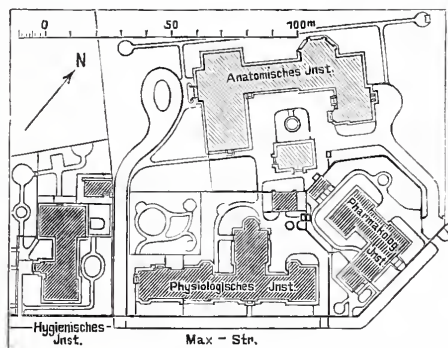 0 50 100m
N
Anatomisches Jnst.
Pharmakolog.
Jnst.
Physiologisches Jnst.
Hygienisches-
Jnst.
Max – Str.